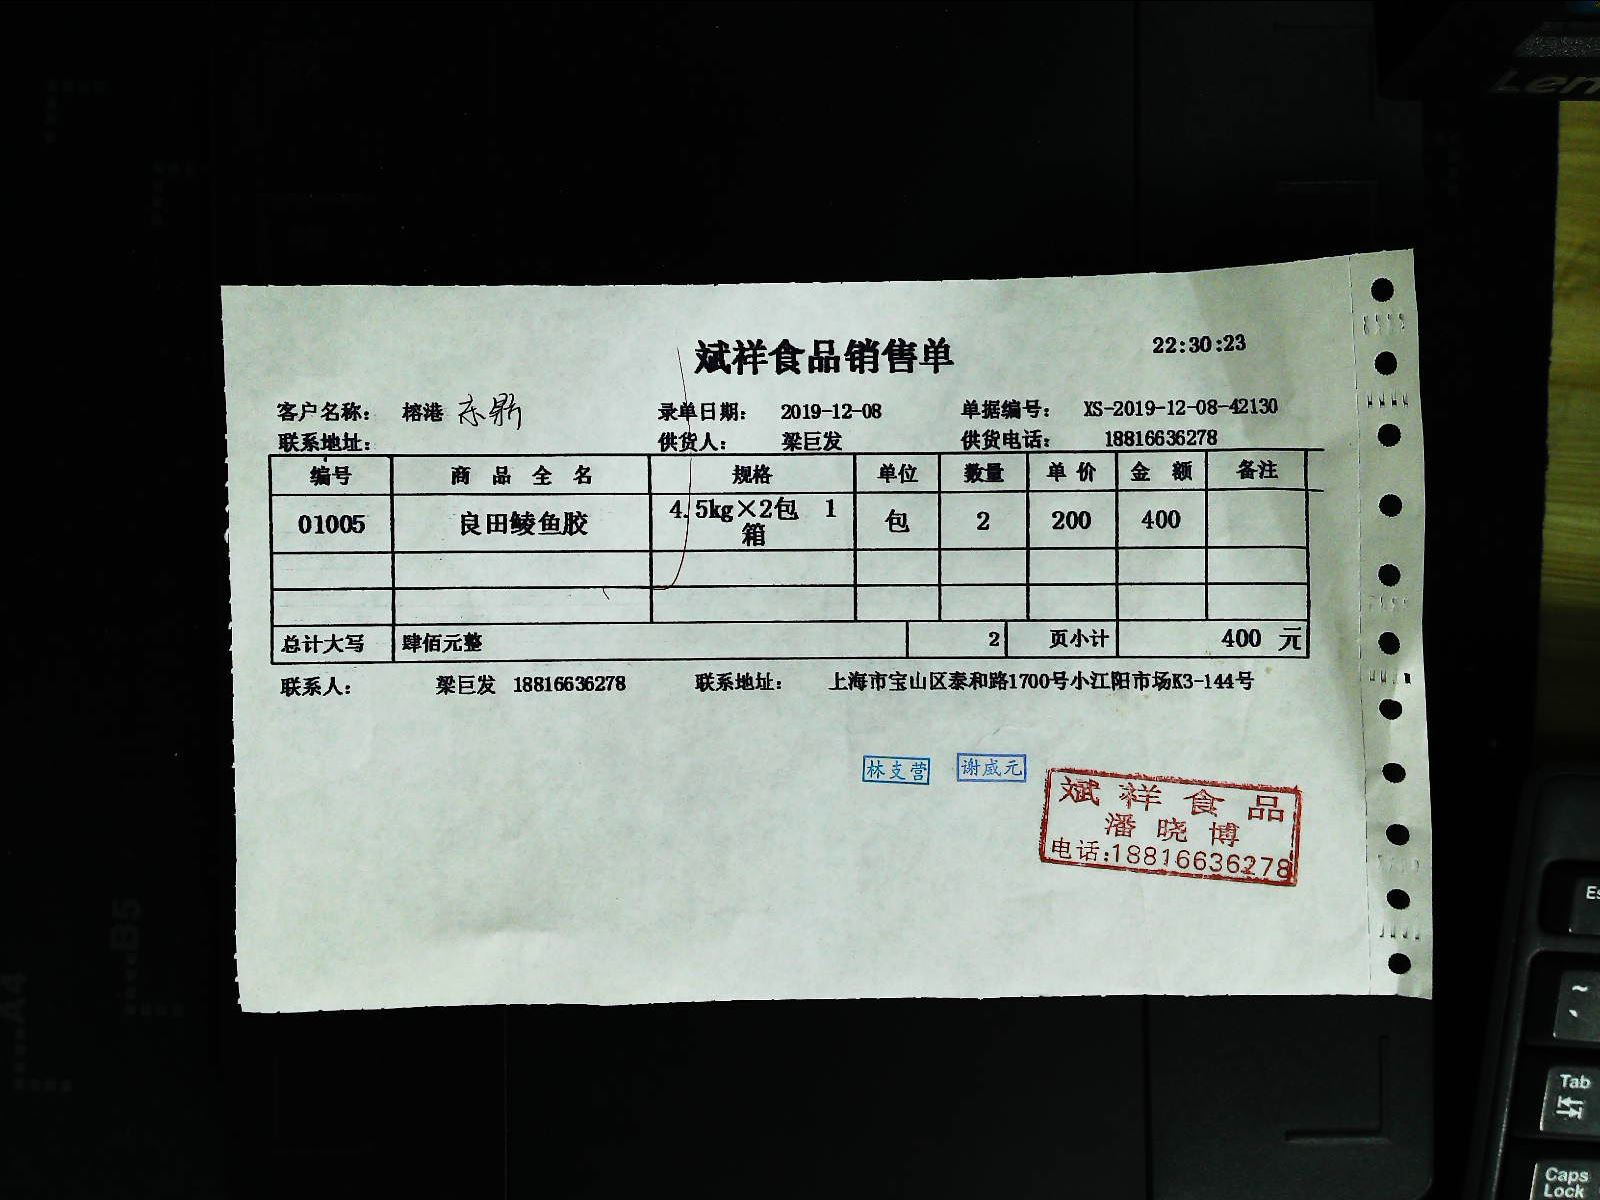 斌祥食品销售单 22:30:23
客户名称: 榕港 录单日期: 2019-12-08 单据编号: XS-2019-12-08-42130
联系地址: 供货人: 梁巨发 供货电话: 18816636278
编号 商品全名 规格 单位 数量 单价 金额 备注
01005 良田鲮鱼胶 4.5kg×2包 1箱 包 2 200 400
总计大写 肆佰元整 2 页小计 400 元
联系人: 梁巨发 18816636278 联系地址: 上海市宝山区泰和路1700号小江阳市场K3-144号
林支营 谢威元
斌祥食品
潘晓博
电话:18816636278
B5
A4
Tab
Caps Lock